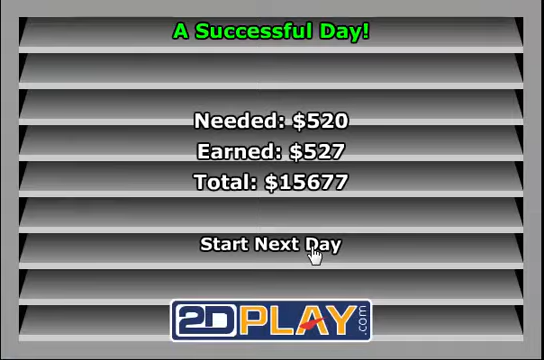 A Successful Day!
Needed: $520
Earned: $527
Total: $15677
Start Next Day
2DPLAY.com